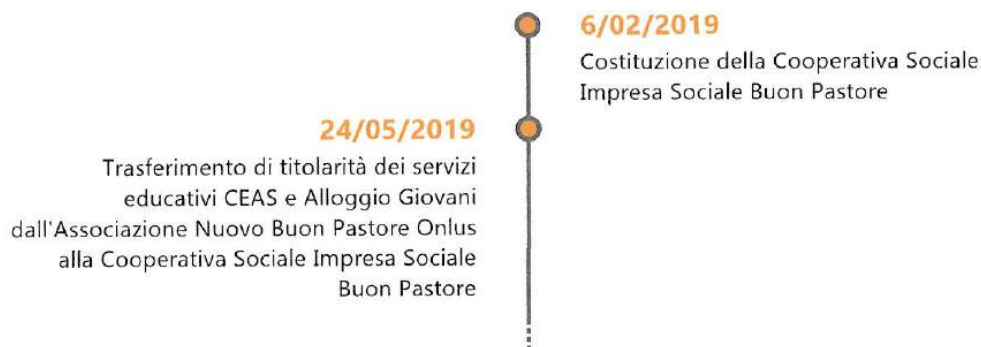 6/02/2019
Costituzione della Cooperativa Sociale
Impresa Sociale Buon Pastore
24/05/2019
Trasferimento di titolarità dei servizi
educativi CEAS e Alloggio Giovani
dall'Associazione Nuovo Buon Pastore Onlus
alla Cooperativa Sociale Impresa Sociale
Buon Pastore